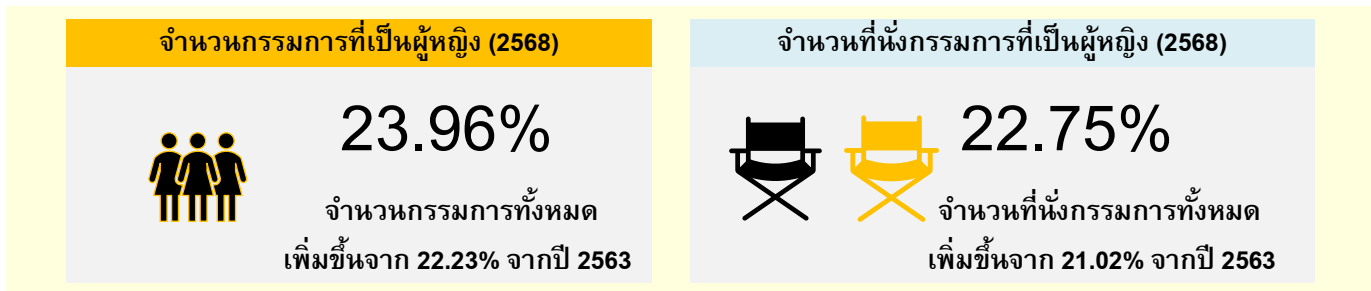 จำนวนกรรมการที่เป็นผู้หญิง (2568)
23.96%
จำนวนกรรมการทั้งหมด
เพิ่มขึ้นจาก 22.23% จากปี 2563
จำนวนที่นั่งกรรมการที่เป็นผู้หญิง (2568)
22.75%
จำนวนที่นั่งกรรมการทั้งหมด
เพิ่มขึ้นจาก 21.02% จากปี 2563